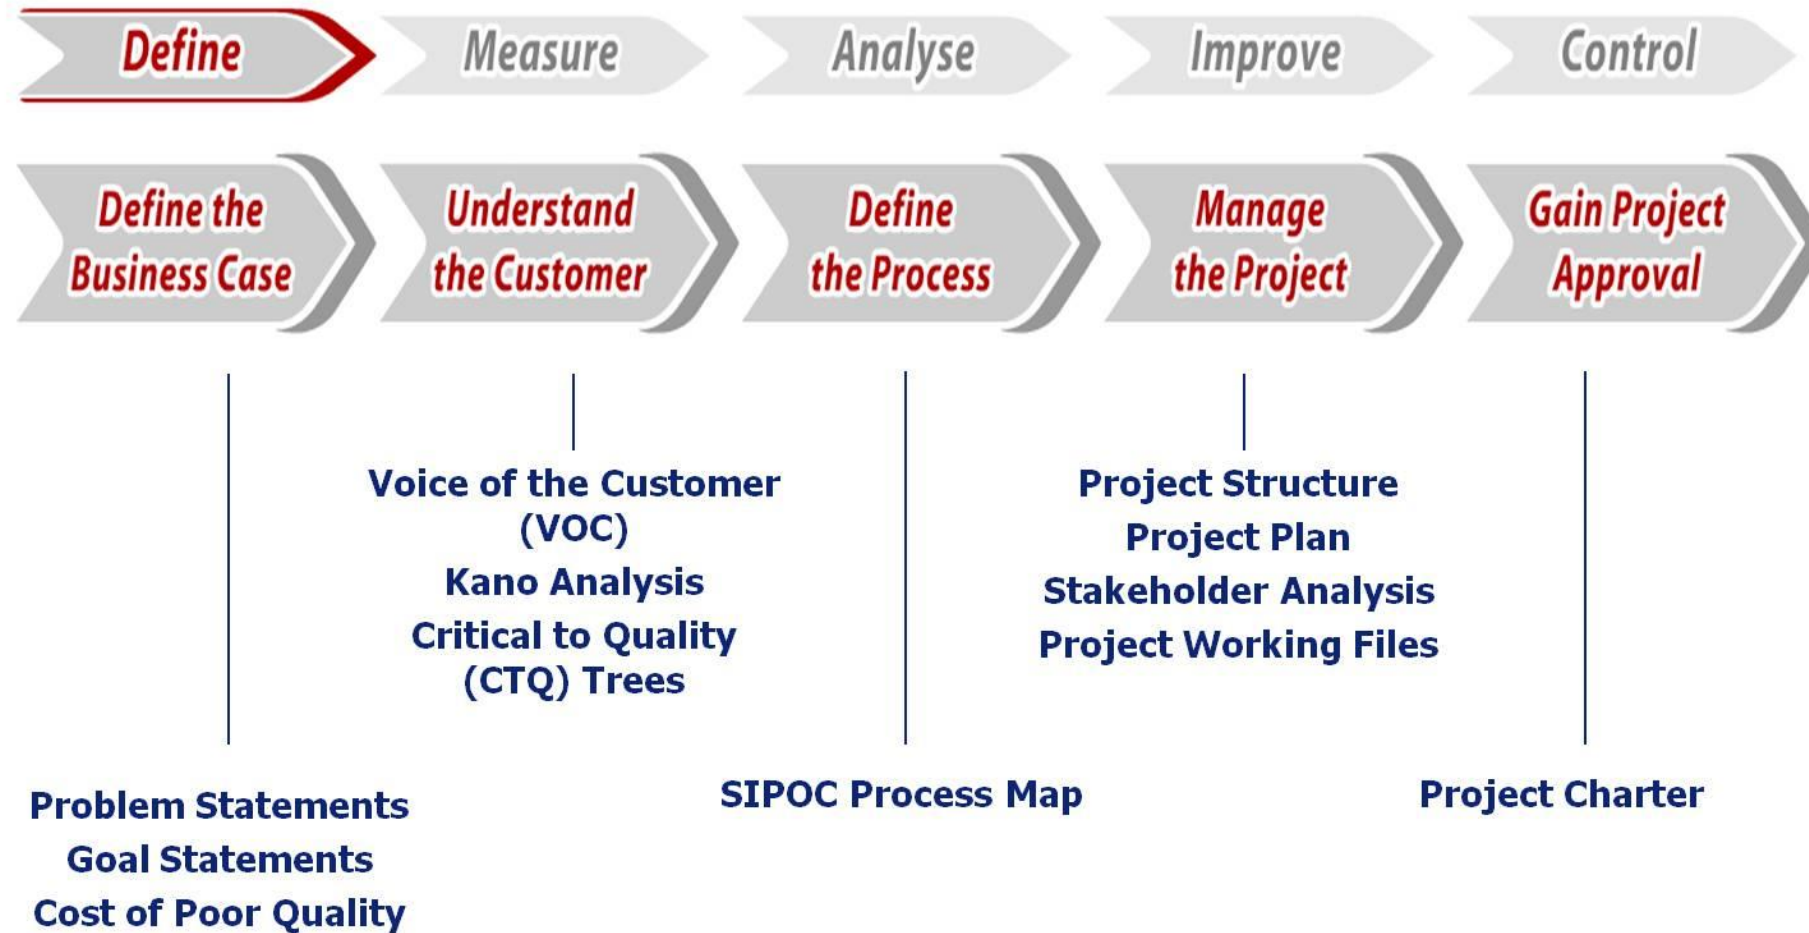 Define
Measure
Analyse
Improve
Control
Define the
Business Case
Understand
the Customer
Define
the Process
Manage
the Project
Gain Project
Approval
Voice of the Customer
(VOC)
Kano Analysis
Critical to Quality
(CTQ) Trees
Project Structure
Project Plan
Stakeholder Analysis
Project Working Files
Problem Statements
Goal Statements
Cost of Poor Quality
SIPOC Process Map
Project Charter